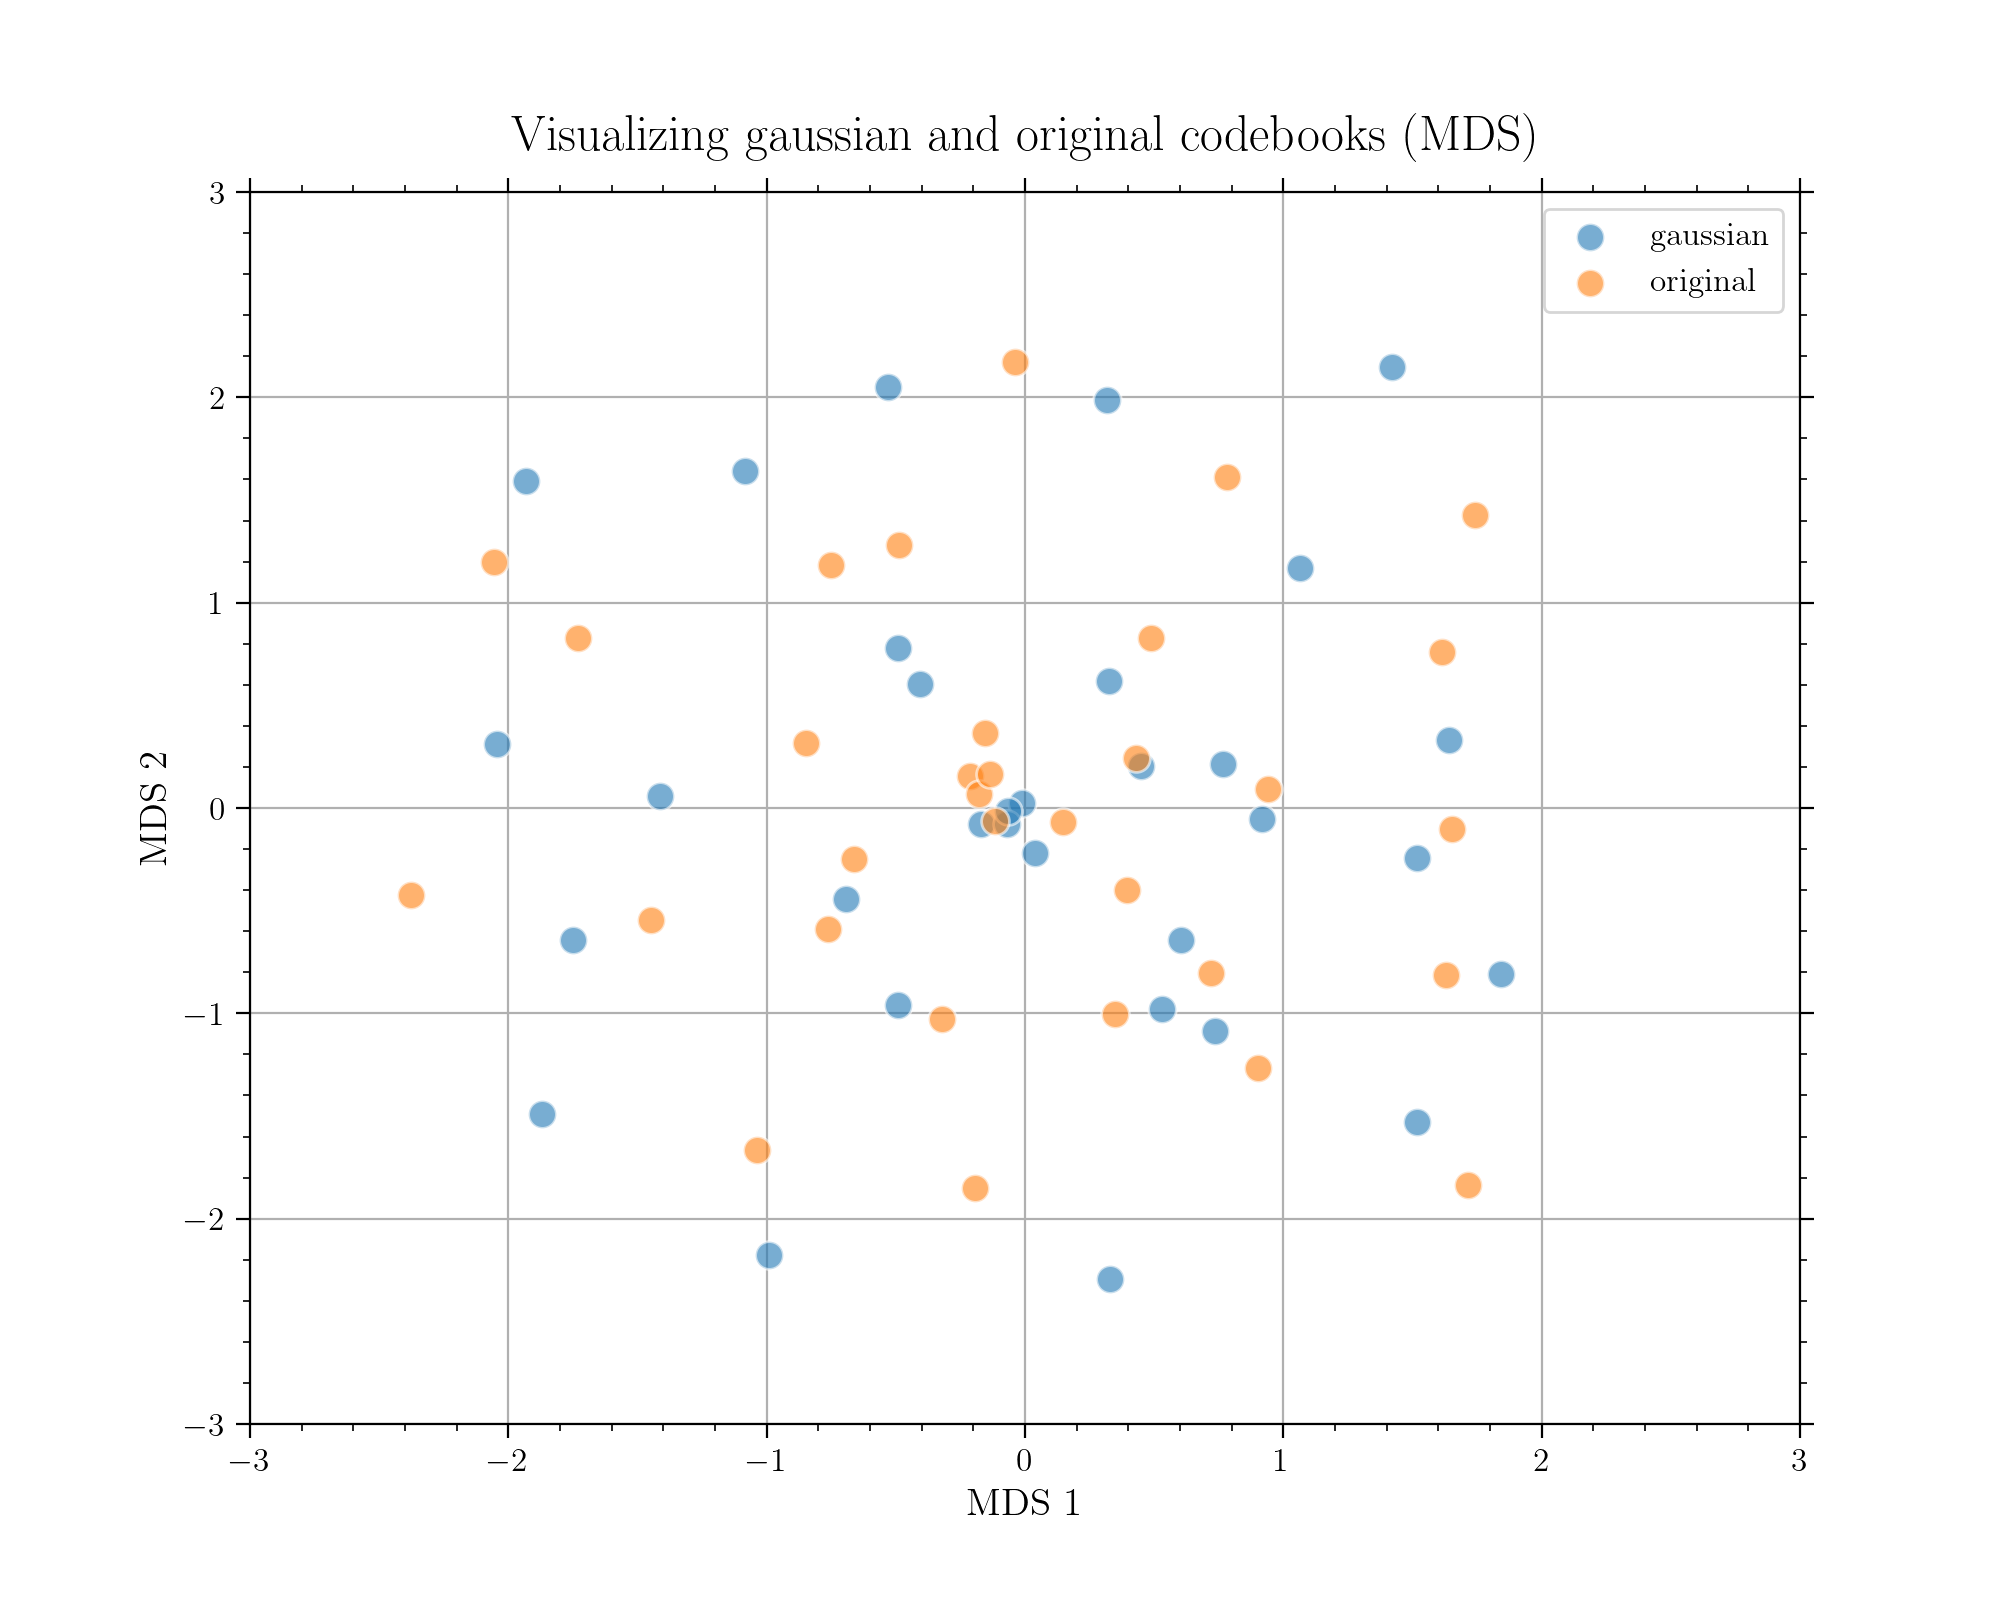 Visualizing gaussian and original codebooks (MDS)
gaussian
original
MDS 2
3
2
1
0
−1
−2
−3
−3 −2 −1 0 1 2 3
MDS 1